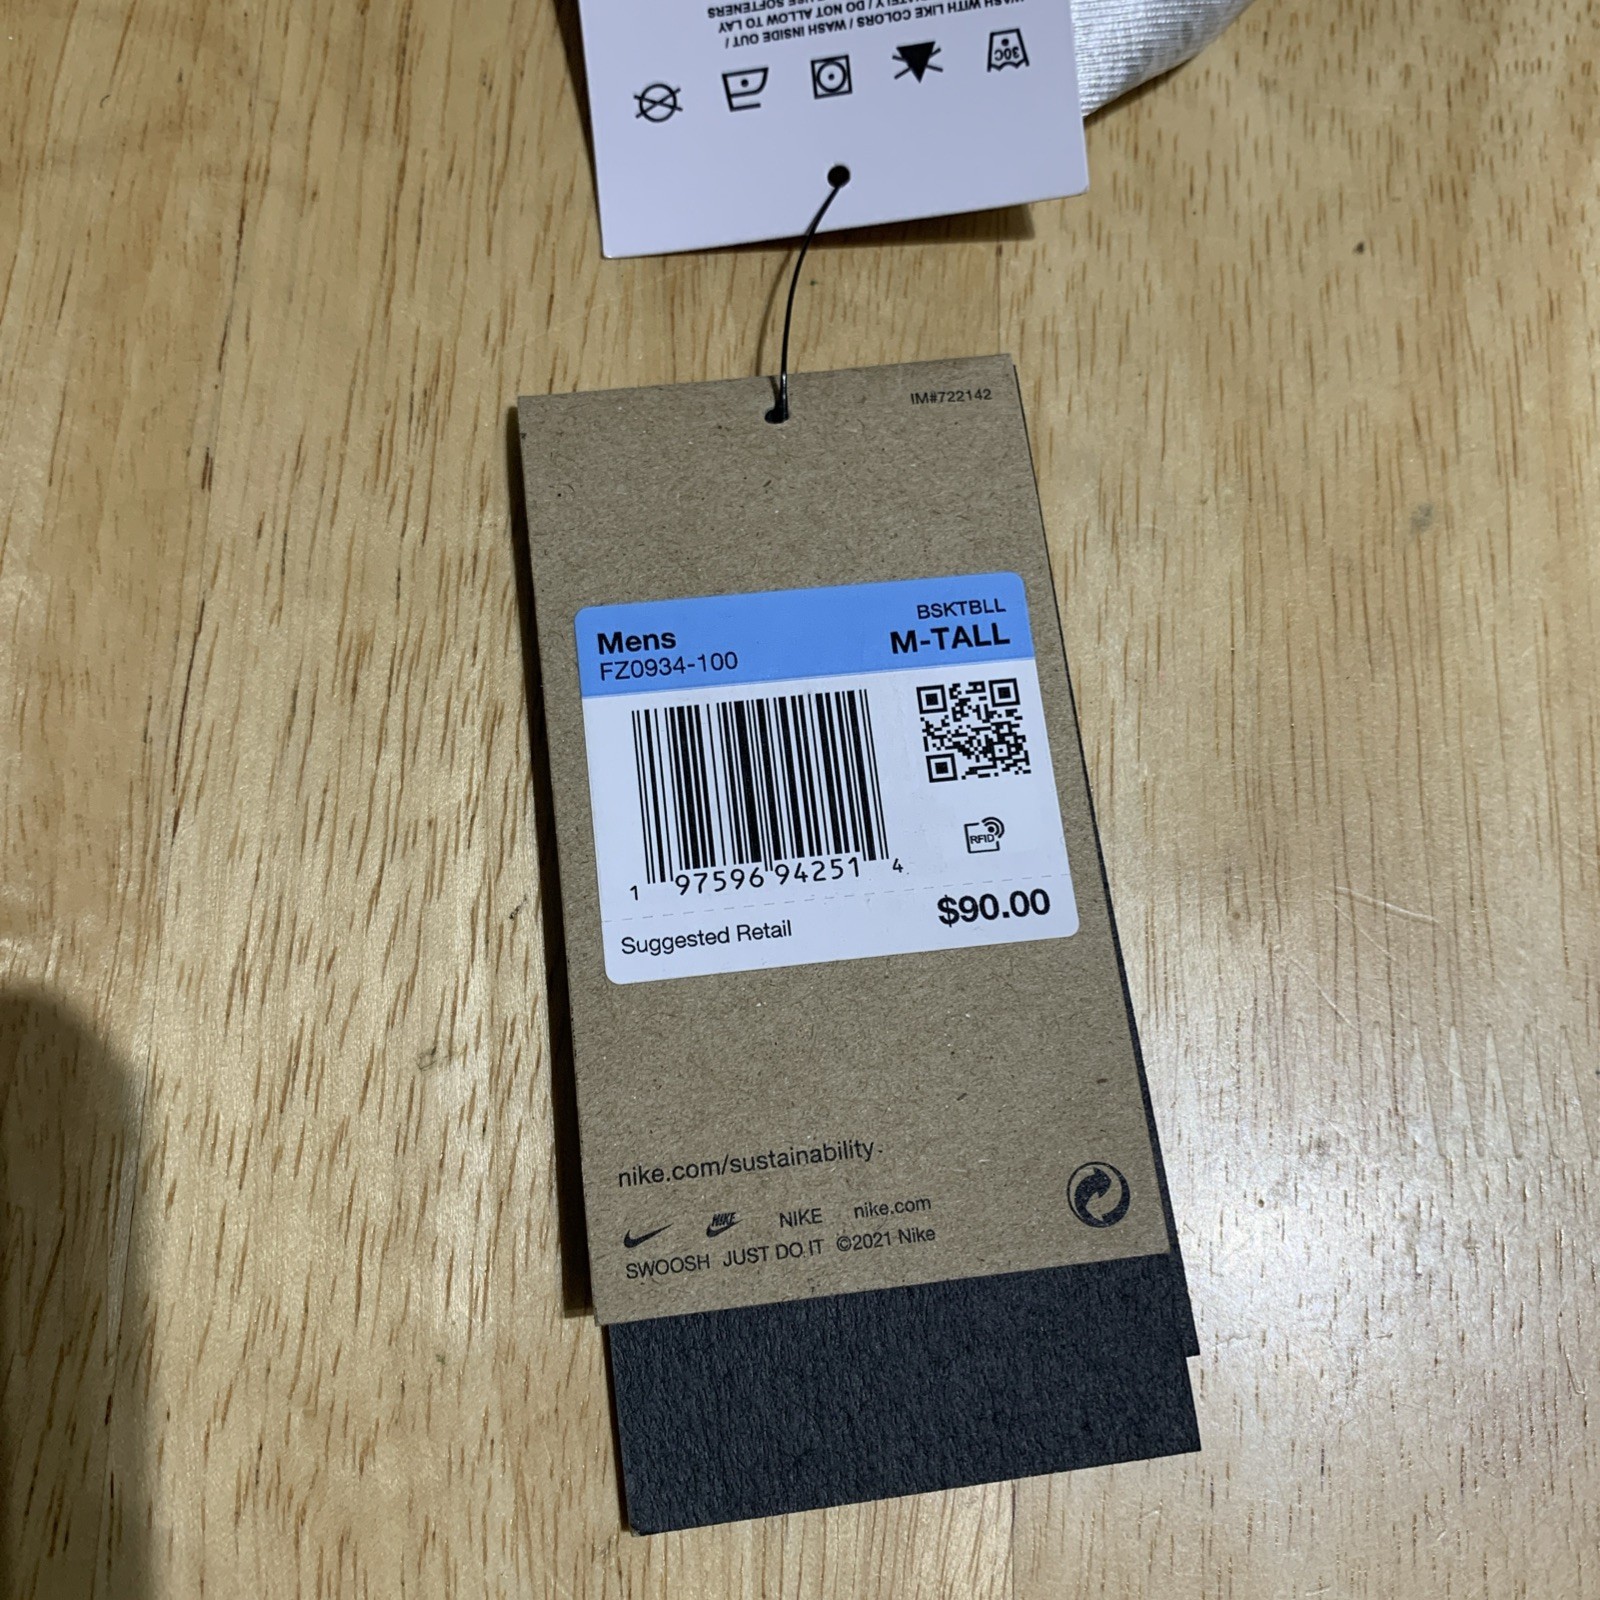 WASH WITH LIKE COLORS / WASH INSIDE OUT /
DO NOT ALLOW TO LAY
SOFTENERS
30C
IM#722142
BSKTBLL
Mens
M-TALL
FZ0934-100
RFID
1 97596 94251 4
Suggested Retail
$90.00
nike.com/sustainability
NIKE NIKE nike.com
SWOOSH JUST DO IT ©2021 Nike